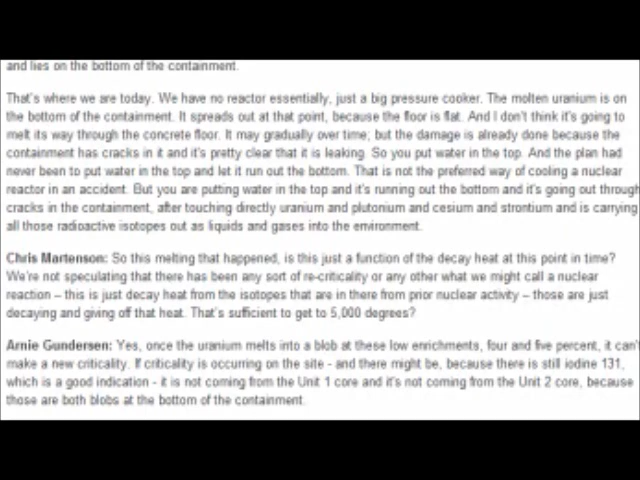 and lies on the bottom of the containment.
That's where we are today. We have no reactor essentially, just a big pressure cooker. The molten uranium is on
the bottom of the containment. It spreads out at that point, because the floor is flat. And I don't think it's going to
melt its way through the concrete floor. It may gradually over time; but the damage is already done because the
containment has cracks in it and it's pretty clear that it is leaking. So you put water in the top. And the plan had
never been to put water in the top and let it run out the bottom. That is not the preferred way of cooling a nuclear
reactor in an accident. But you are putting water in the top and it's running out the bottom and it's going out through
cracks in the containment, after touching directly uranium and plutonium and cesium and strontium and is carrying
all those radioactive isotopes out as liquids and gases into the environment.
Chris Martenson: So this melting that happened, is this just a function of the decay heat at this point in time?
We're not speculating that there has been any sort of re-criticality or any other what we might call a nuclear
reaction – this is just decay heat from the isotopes that are in there from prior nuclear activity – those are just
decaying and giving off that heat. That's sufficient to get to 5,000 degrees?
Arnie Gundersen: Yes, once the uranium melts into a blob at these low enrichments, four and five percent, it can'
make a new criticality. If criticality is occurring on the site - and there might be, because there is still iodine 131,
which is a good indication - it is not coming from the Unit 1 core and it's not coming from the Unit 2 core, because
those are both blobs at the bottom of the containment.